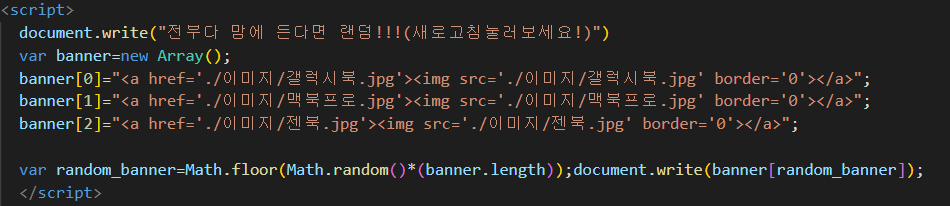 <script>
document.write("전부다 맘에 든다면 랜덤!!!(새로고침눌러보세요!)")
var banner=new Array();
banner[0]="<a href='./이미지/갤럭시북.jpg'><img src='./이미지/갤럭시북.jpg' border='0'></a>";
banner[1]="<a href='./이미지/맥북프로.jpg'><img src='./이미지/맥북프로.jpg' border='0'></a>";
banner[2]="<a href='./이미지/젠북.jpg'><img src='./이미지/젠북.jpg' border='0'></a>";
var random_banner=Math.floor(Math.random()*(banner.length));document.write(banner[random_banner]);
</script>